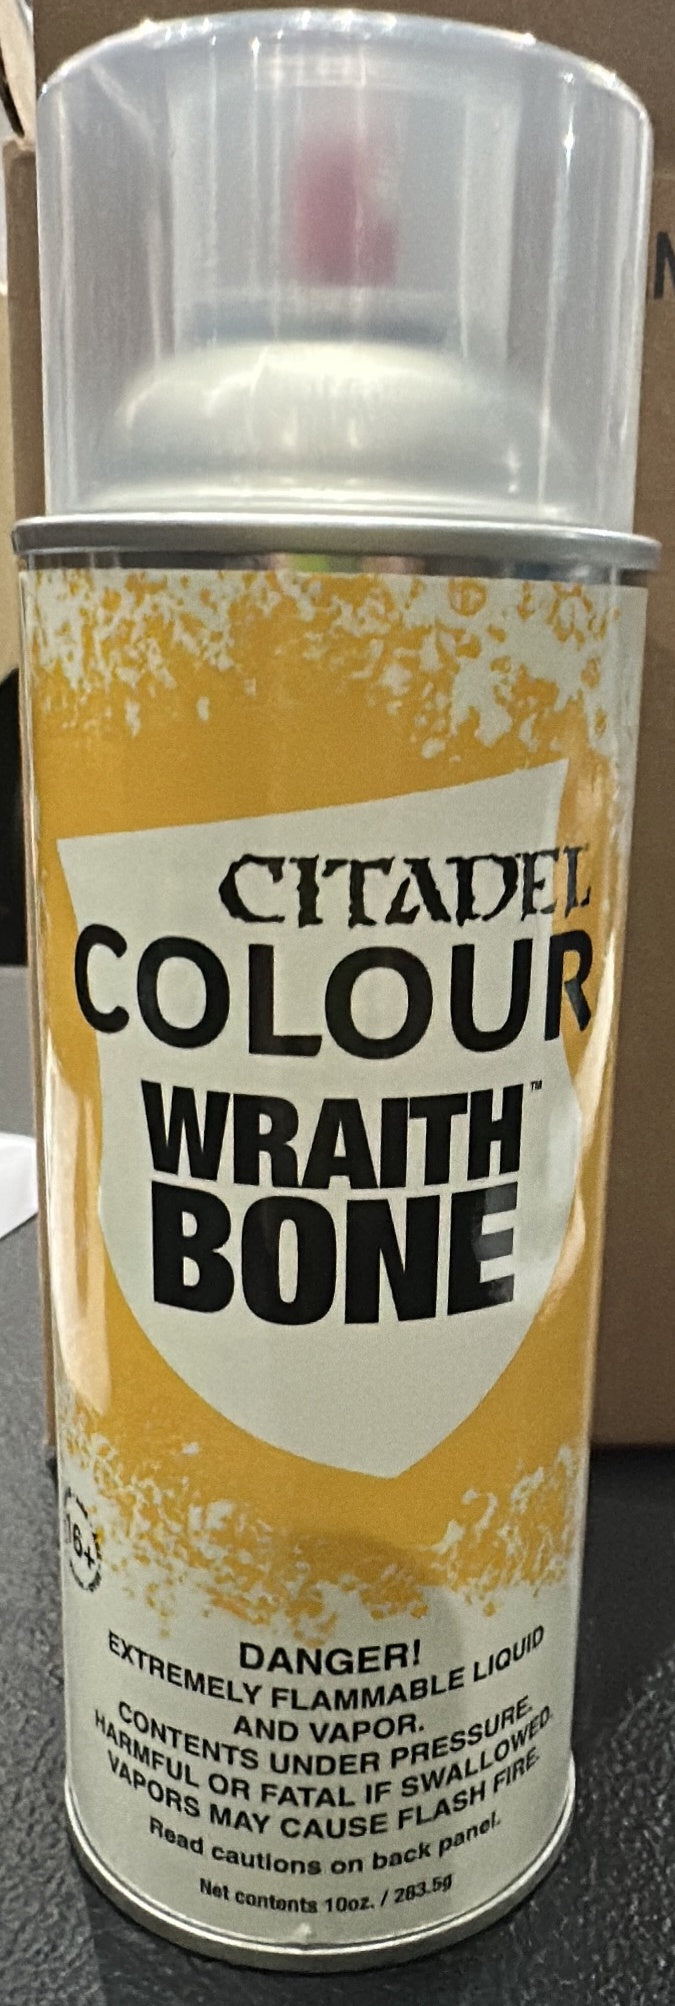 CITADEL
COLOUR
WRAITH™
BONE
16+
DANGER!
EXTREMELY FLAMMABLE LIQUID
AND VAPOR.
CONTENTS UNDER PRESSURE.
HARMFUL OR FATAL IF SWALLOWED.
VAPORS MAY CAUSE FLASH FIRE.
Read cautions on back panel.
Net contents 10oz. / 283.5g